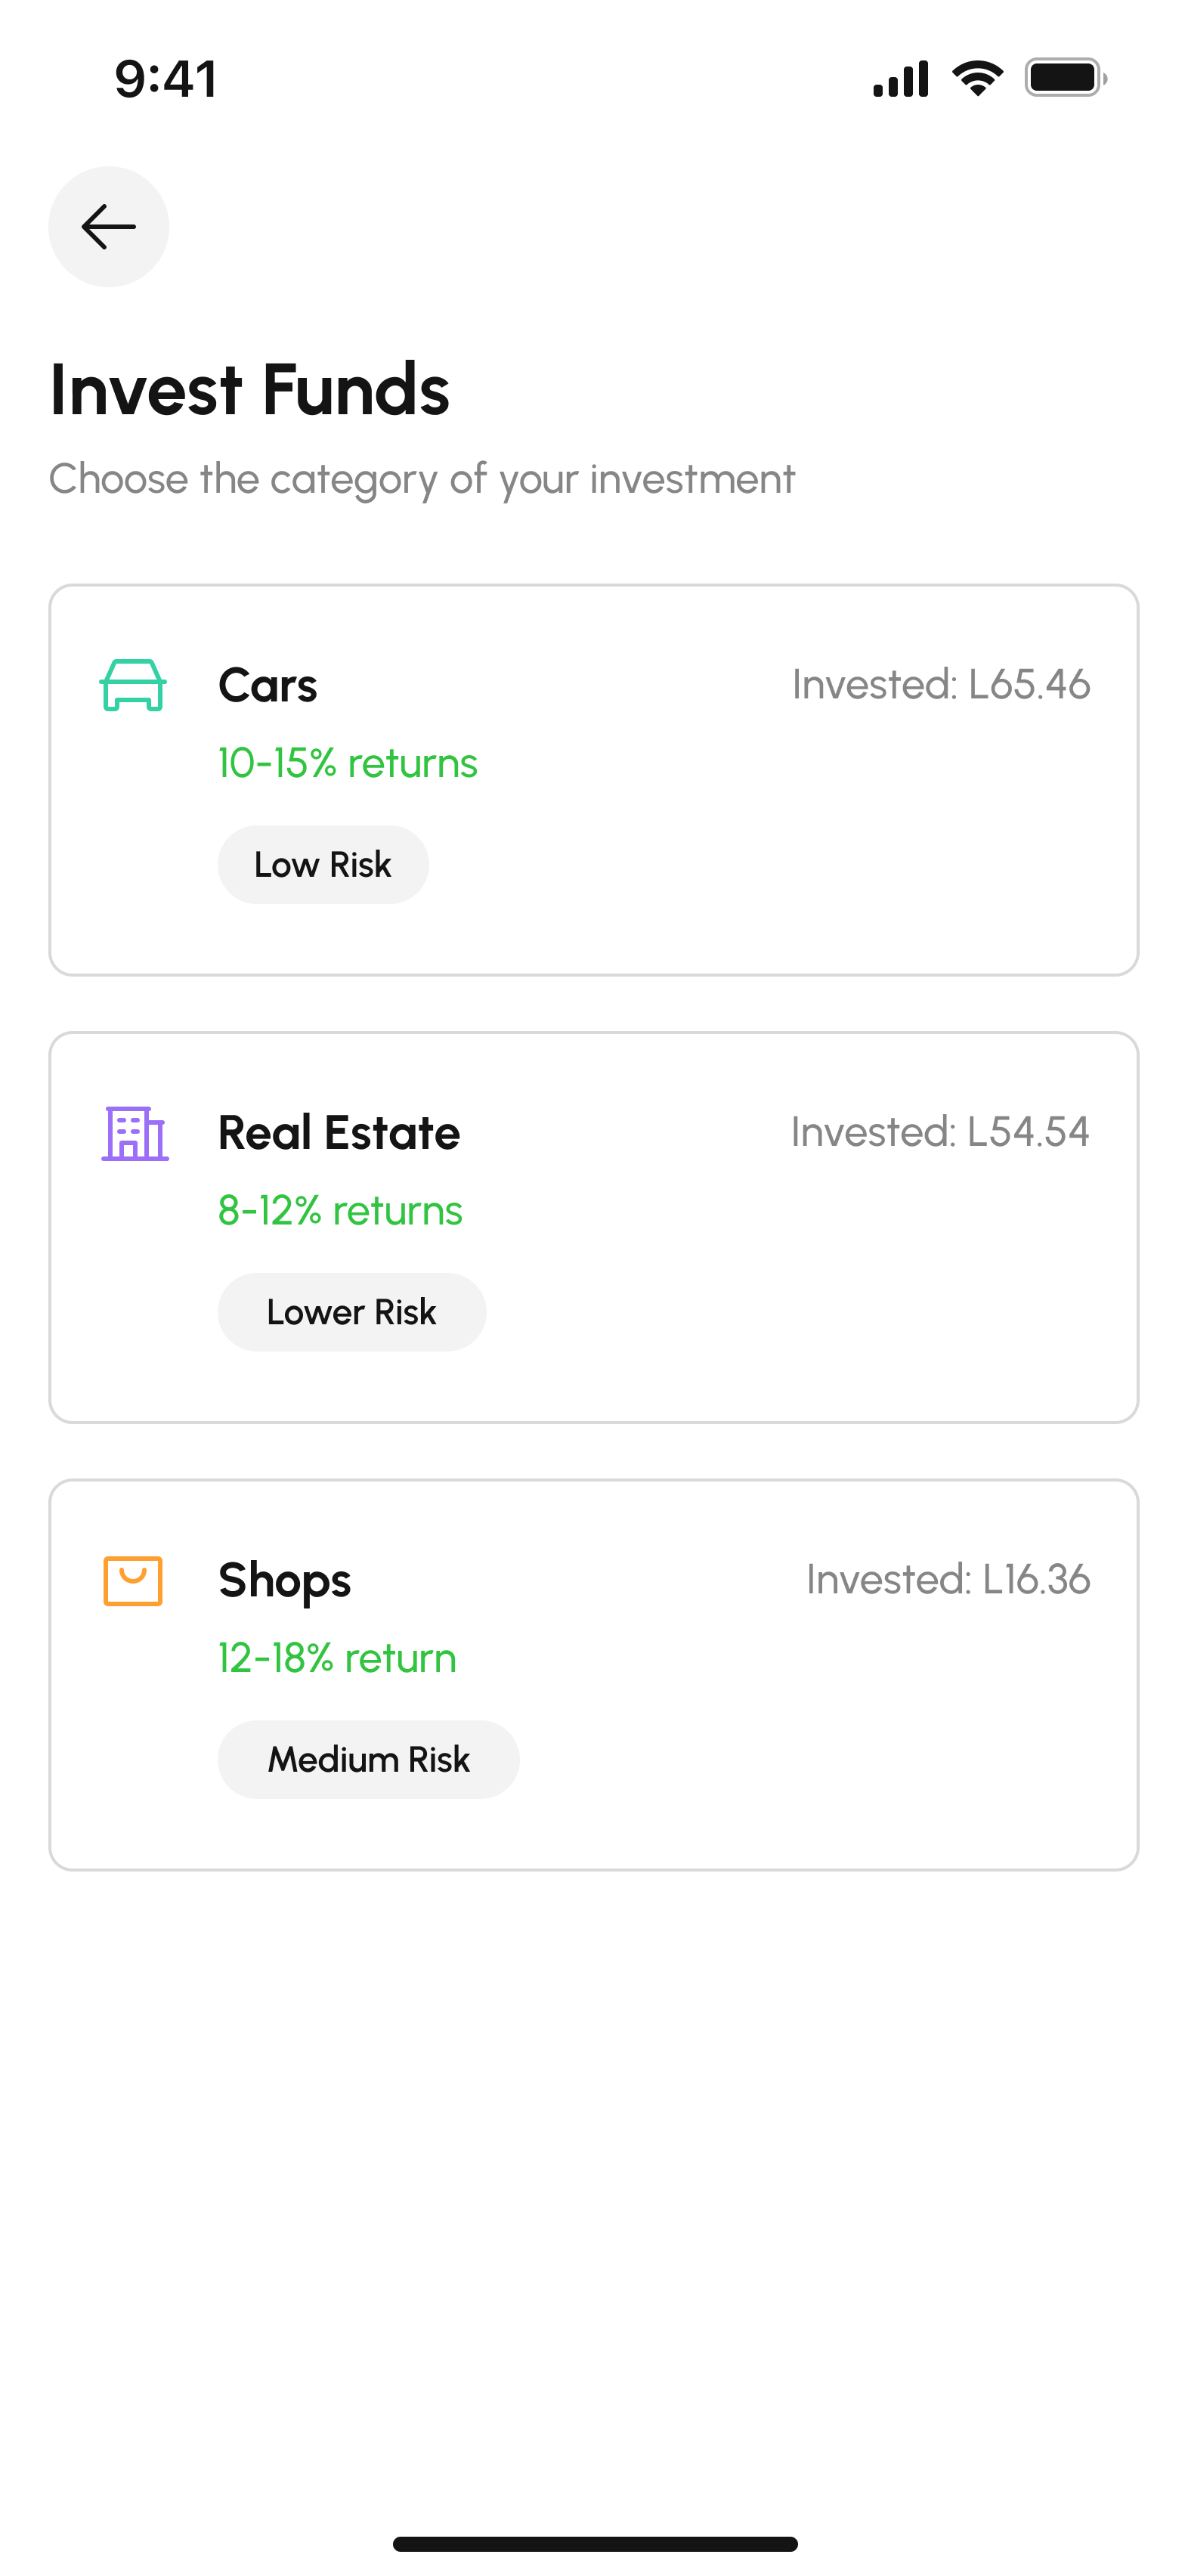 9:41
Invest Funds
Choose the category of your investment
Cars
Invested: L65.46
10-15% returns
Low Risk
Real Estate
Invested: L54.54
8-12% returns
Lower Risk
Shops
Invested: L16.36
12-18% return
Medium Risk